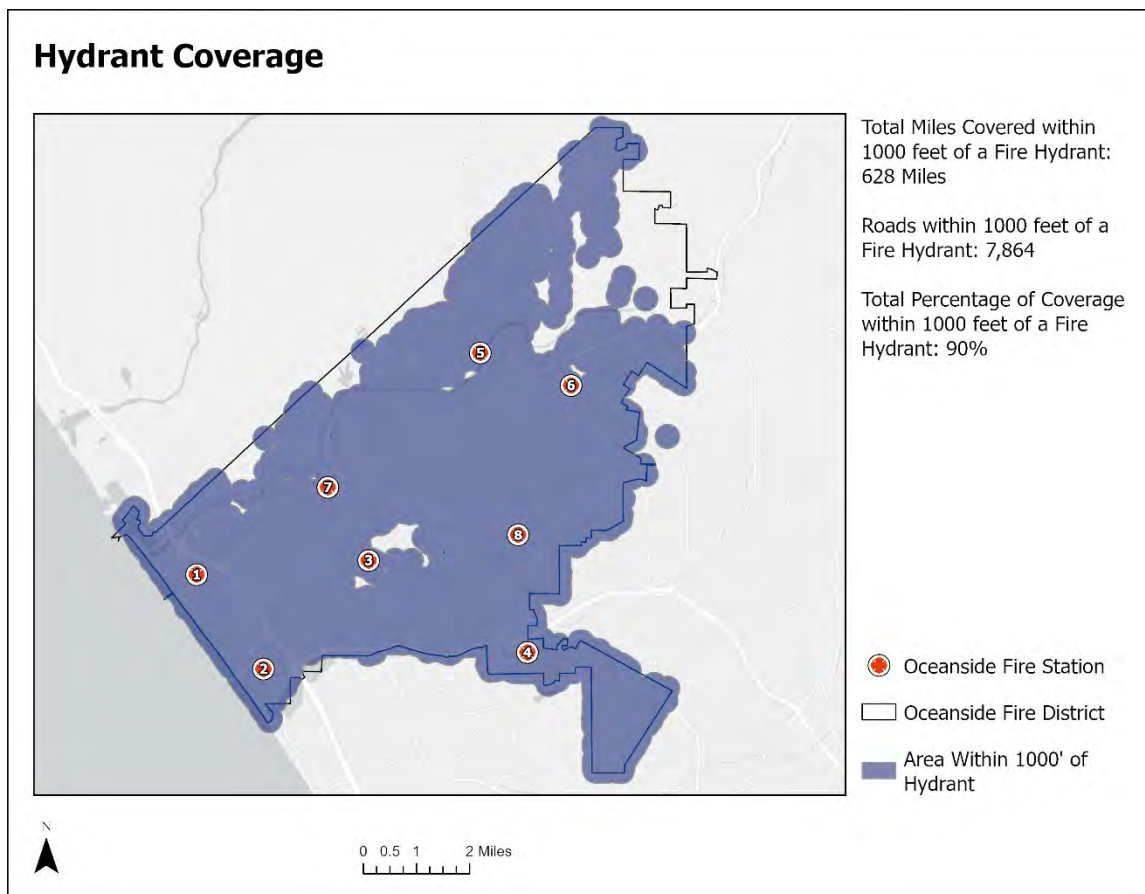 Hydrant Coverage
Total Miles Covered within
1000 feet of a Fire Hydrant:
628 Miles
Roads within 1000 feet of a
Fire Hydrant: 7,864
Total Percentage of Coverage
within 1000 feet of a Fire
Hydrant: 90%
5
6
7
8
3
1
4
2
Oceanside Fire Station
Oceanside Fire District
Area Within 1000' of
Hydrant
N
0 0.5 1 2 Miles